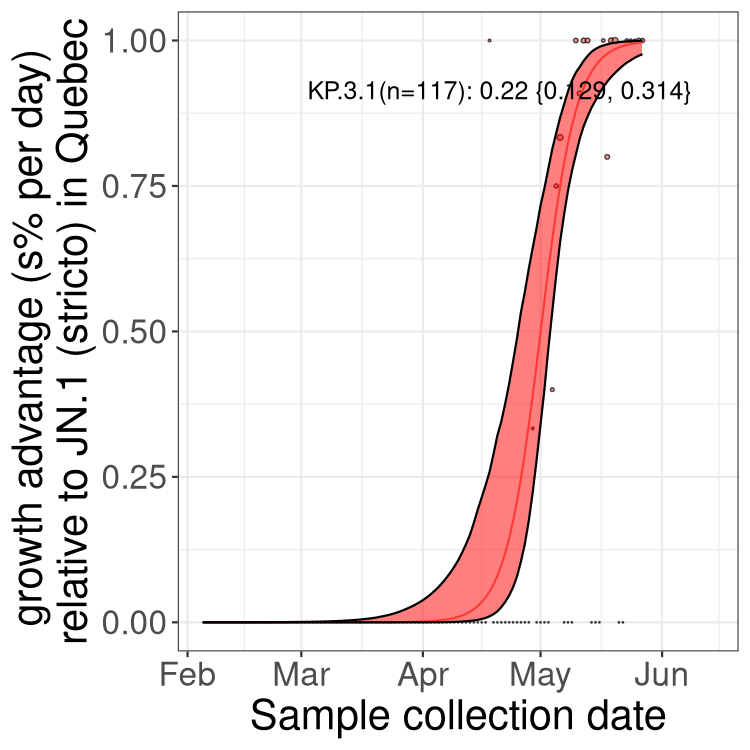 growth advantage (s% per day)
relative to JN.1 (stricto) in Quebec
1.00
0.75
0.50
0.25
0.00
KP.3.1(n=117): 0.22 {0.129, 0.314}
Feb Mar Apr May Jun
Sample collection date